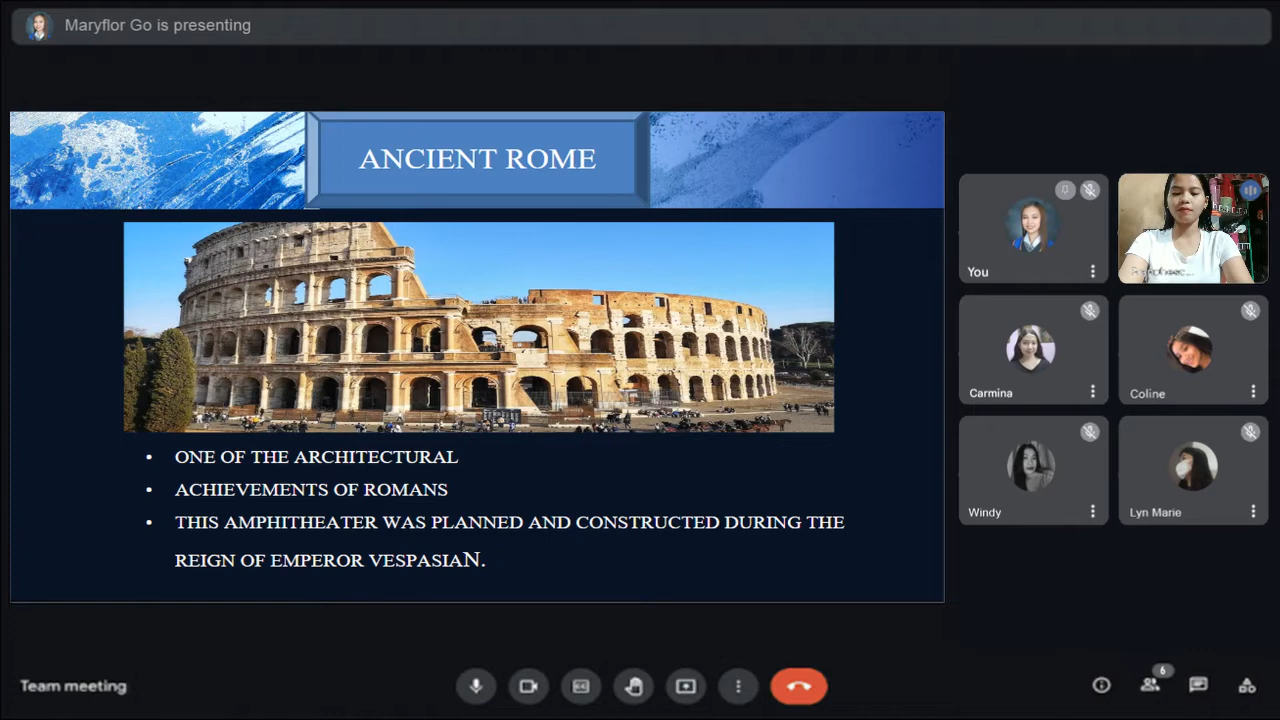 Maryflor Go is presenting
ANCIENT ROME
• ONE OF THE ARCHITECTURAL
• ACHIEVEMENTS OF ROMANS
• THIS AMPHITHEATER WAS PLANNED AND CONSTRUCTED DURING THE
REIGN OF EMPEROR VESPASIAN.
You
Carmina
Coline
Windy
Lyn Marie
Team meeting
6